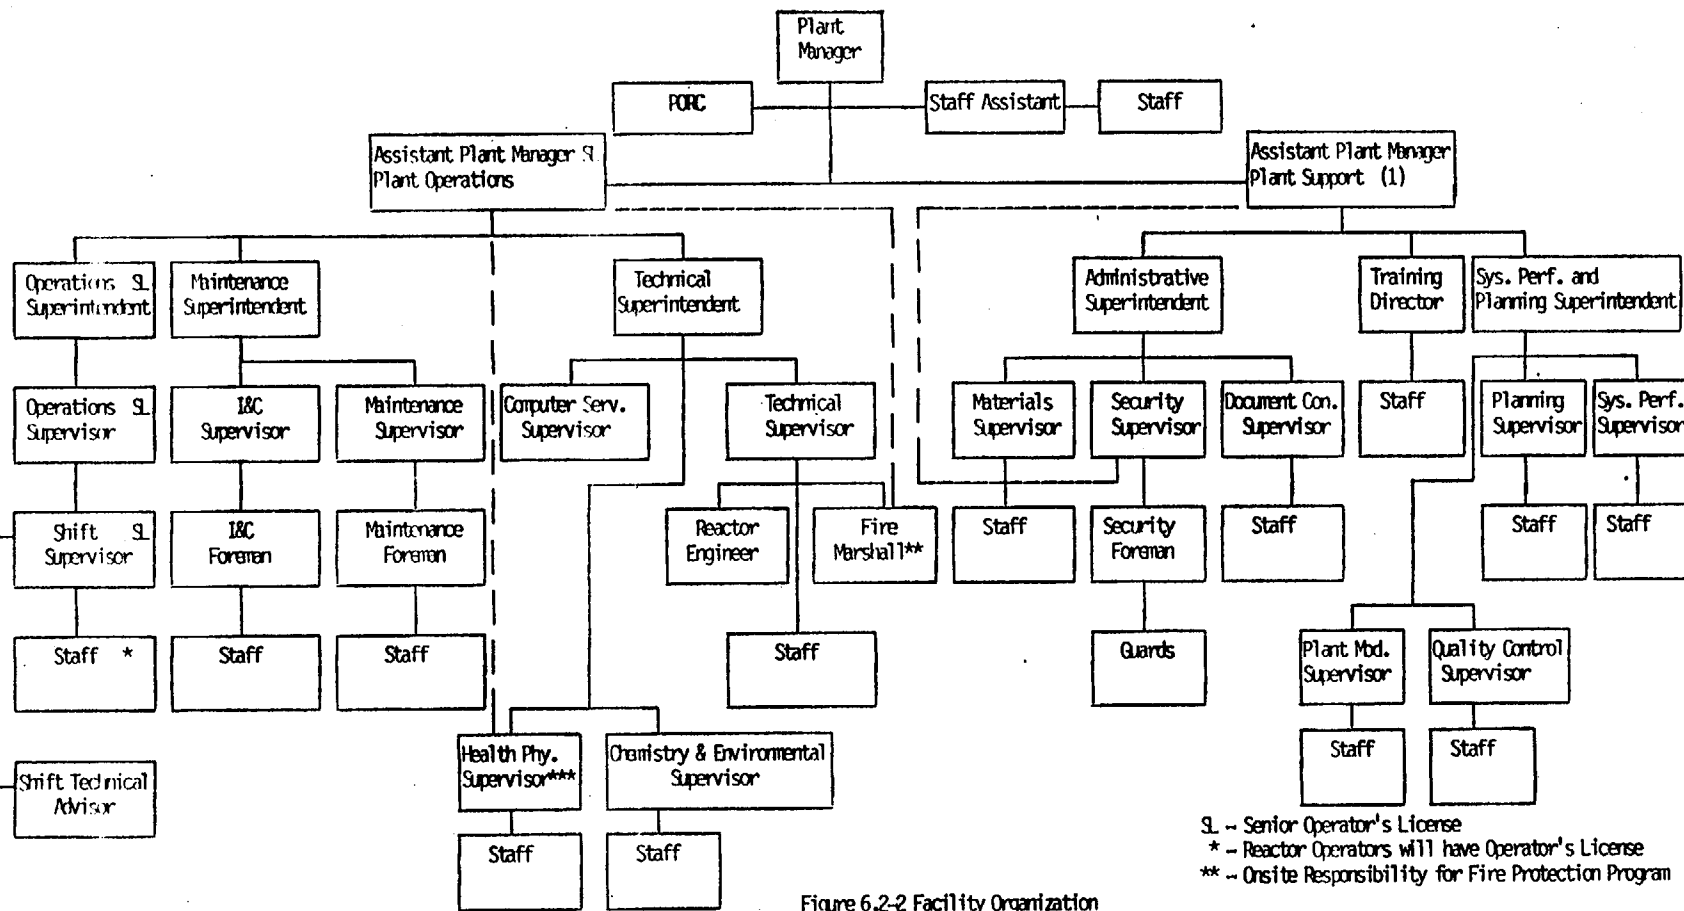 Plant
Manager
PORC
Staff Assistant
Staff
Assistant Plant Manager SL
Plant Operations
Assistant Plant Manager
Plant Support (1)
Operations SL
Superintendent
Maintenance
Superintendent
Technical
Superintendent
Administrative
Superintendent
Training
Director
Sys. Perf. and
Planning Superintendent
Operations SL
Supervisor
I&C
Supervisor
Maintenance
Supervisor
Computer Serv.
Supervisor
Technical
Supervisor
Materials
Supervisor
Security
Supervisor
Document Con.
Supervisor
Staff
Planning
Supervisor
Sys. Perf.
Supervisor
Shift SL
Supervisor
I&C
Foreman
Maintenance
Foreman
Reactor
Engineer
Fire
Marshall**
Staff
Security
Foreman
Staff
Staff
Staff
Staff *
Staff
Staff
Staff
Guards
Plant Mod.
Supervisor
Quality Control
Supervisor
Shift Technical
Advisor
Health Phy.
Supervisor***
Chemistry & Environmental
Supervisor
Staff
Staff
Staff
Staff
SL - Senior Operator's License
* - Reactor Operators will have Operator's License
** - Onsite Responsibility for Fire Protection Program
Figure 6.2-2 Facility Organization